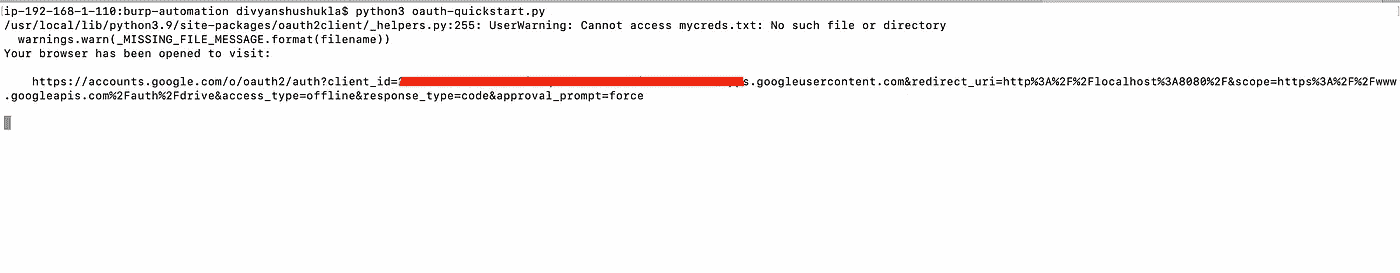 ip-192-168-1-110:burp-automation divyanshushukla$ python3 oauth-quickstart.py
/usr/local/lib/python3.9/site-packages/oauth2client/_helpers.py:255: UserWarning: Cannot access mycreds.txt: No such file or directory
  warnings.warn(_MISSING_FILE_MESSAGE.format(filename))
Your browser has been opened to visit:
    https://accounts.google.com/o/oauth2/auth?client_id=s.googleusercontent.com&redirect_uri=http%3A%2F%2Flocalhost%3A8080%2F&scope=https%3A%2F%2Fwww
.googleapis.com%2Fauth%2Fdrive&access_type=offline&response_type=code&approval_prompt=force